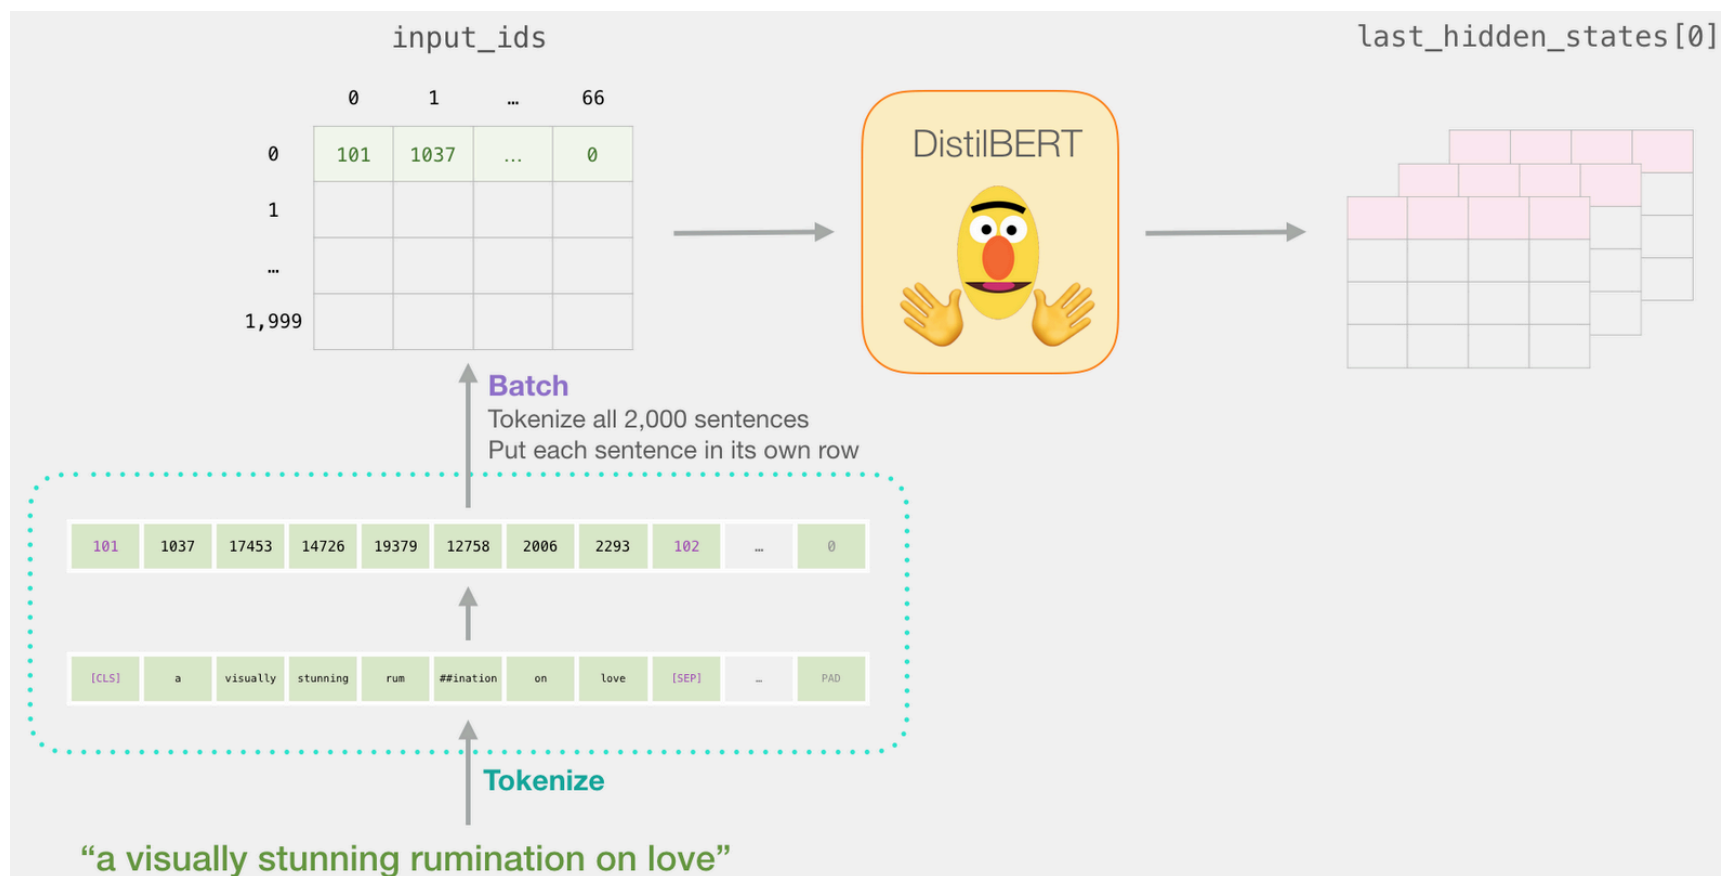 input_ids
last_hidden_states[0]
0 1 … 66
0 101 1037 … 0
1
…
1,999
DistilBERT
Batch
Tokenize all 2,000 sentences
Put each sentence in its own row
101 1037 17453 14726 19379 12758 2006 2293 102 … 0
[CLS] a visually stunning rum ##ination on love [SEP] … PAD
Tokenize
“a visually stunning rumination on love”